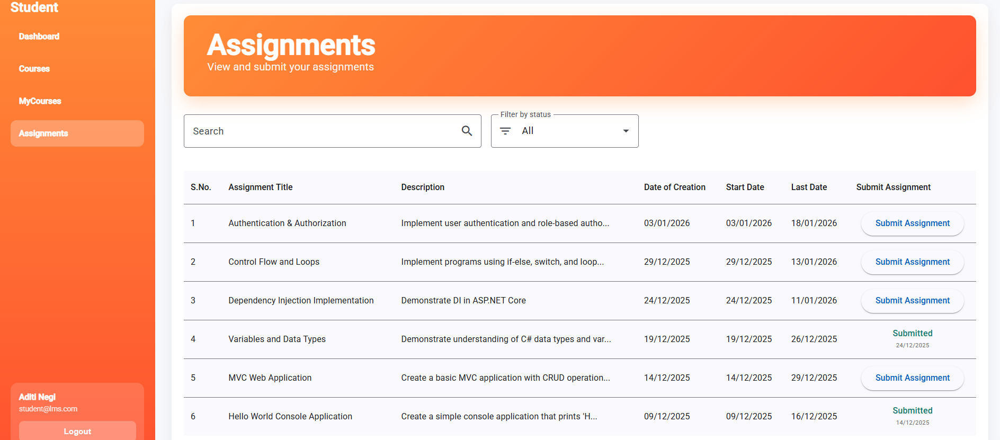 Student
Dashboard
Courses
MyCourses
Assignments
Aditi Negi
student@lms.com
Logout
Assignments
View and submit your assignments
Search
Filter by status
All
S.No. Assignment Title Description Date of Creation Start Date Last Date Submit Assignment
1 Authentication & Authorization Implement user authentication and role-based autho... 03/01/2026 03/01/2026 18/01/2026 Submit Assignment
2 Control Flow and Loops Implement programs using if-else, switch, and loop... 29/12/2025 29/12/2025 13/01/2026 Submit Assignment
3 Dependency Injection Implementation Demonstrate DI in ASP.NET Core 24/12/2025 24/12/2025 11/01/2026 Submit Assignment
4 Variables and Data Types Demonstrate understanding of C# data types and var... 19/12/2025 19/12/2025 26/12/2025 Submitted
24/12/2025
5 MVC Web Application Create a basic MVC application with CRUD operation... 14/12/2025 14/12/2025 29/12/2025 Submit Assignment
6 Hello World Console Application Create a simple console application that prints 'H... 09/12/2025 09/12/2025 16/12/2025 Submitted
14/12/2025